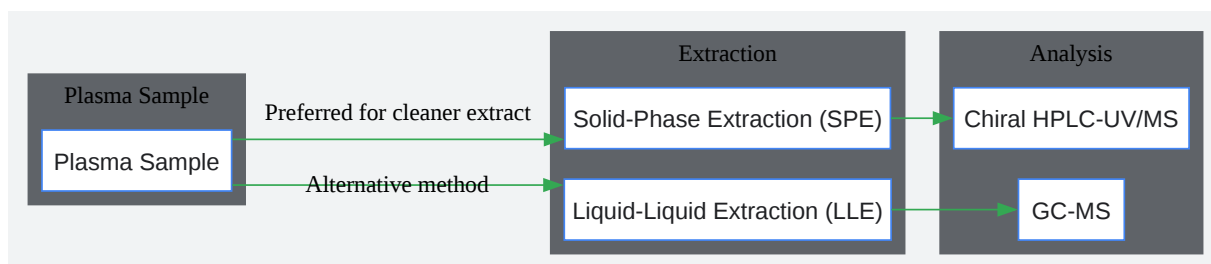 Plasma Sample
Plasma Sample
Preferred for cleaner extract
Alternative method
Extraction
Solid-Phase Extraction (SPE)
Liquid-Liquid Extraction (LLE)
Analysis
Chiral HPLC-UV/MS
GC-MS